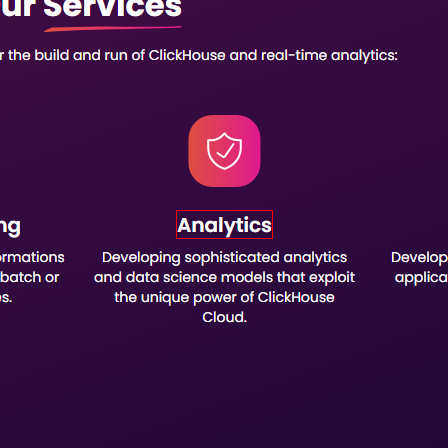 ur Services
r the build and run of ClickHouse and real-time analytics:
ng
Analytics
ormations
batch or
s.
Developing sophisticated analytics
and data science models that exploit
the unique power of ClickHouse
Cloud.
Develop
applica